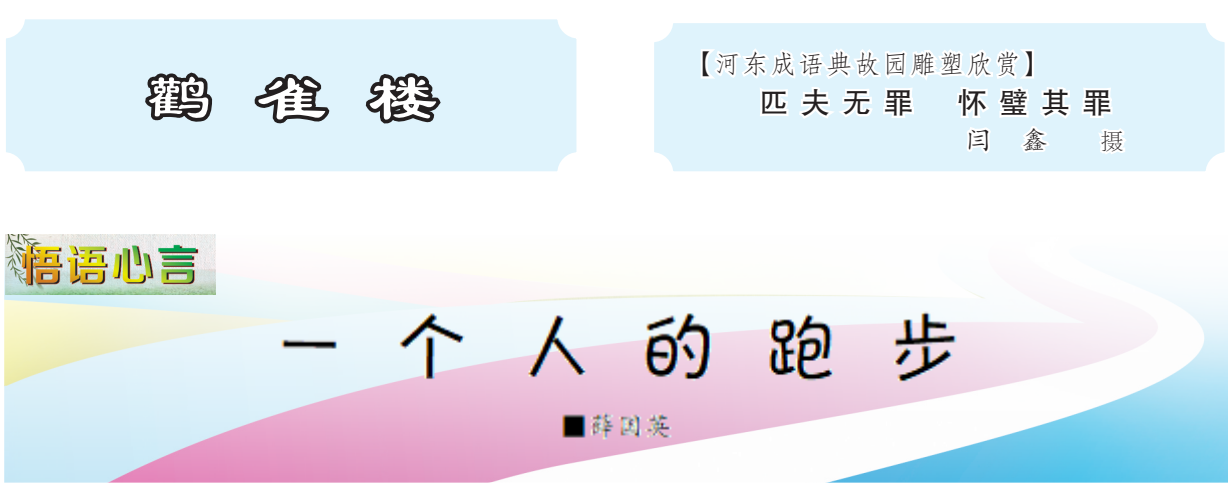 鹳雀楼
【河东成语典故园雕塑欣赏】
匹夫无罪 怀璧其罪
闫 鑫 摄
悟语心言
一个人的跑步
■薛国英